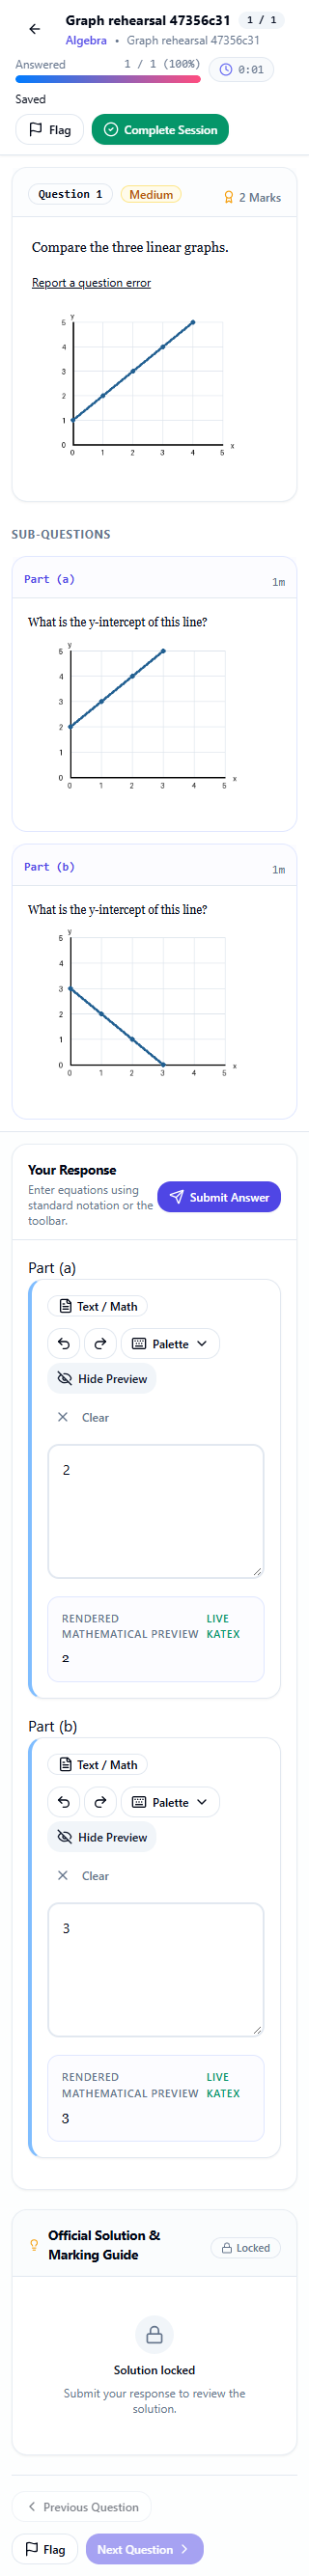 Graph rehearsal 47356c31 1 / 1
Algebra • Graph rehearsal 47356c31
Answered 1 / 1 (100%) 0:01
Saved
Flag Complete Session
Question 1 Medium 2 Marks
Compare the three linear graphs.
Report a question error
y
5
4
3
2
1
0
0 1 2 3 4 5 x
SUB-QUESTIONS
Part (a) 1m
What is the y-intercept of this line?
y
5
4
3
2
1
0
0 1 2 3 4 5 x
Part (b) 1m
What is the y-intercept of this line?
y
5
4
3
2
1
0
0 1 2 3 4 5 x
Your Response
Enter equations using
standard notation or the
toolbar.
Submit Answer
Part (a)
Text / Math
Palette
Hide Preview
Clear
2
RENDERED LIVE
MATHEMATICAL PREVIEW KATEX
2
Part (b)
Text / Math
Palette
Hide Preview
Clear
3
RENDERED LIVE
MATHEMATICAL PREVIEW KATEX
3
Official Solution &
Marking Guide
Locked
Solution locked
Submit your response to review the
solution.
Previous Question
Flag Next Question